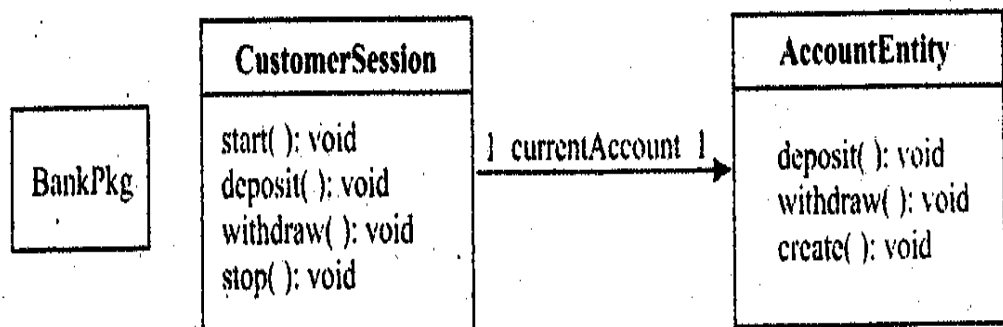 BankPkg
CustomerSession
start( ): void
deposit( ): void
withdraw( ): void
stop( ): void
1 currentAccount 1
AccountEntity
deposit( ): void
withdraw( ): void
create( ): void